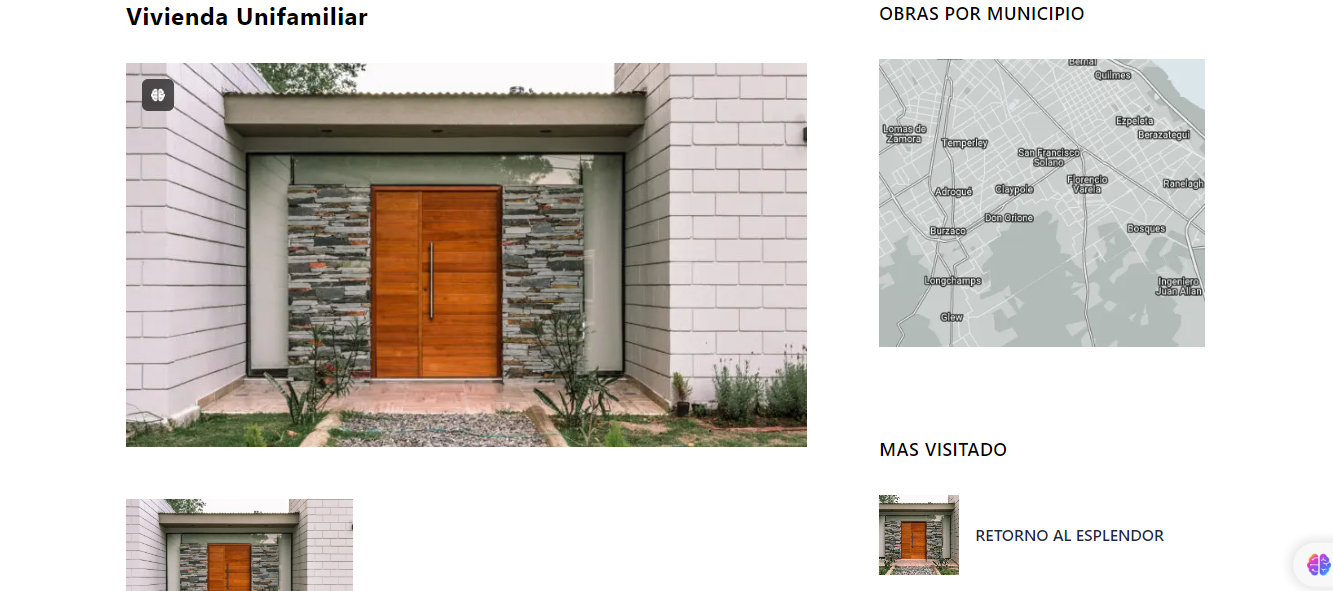 Vivienda Unifamiliar
OBRAS POR MUNICIPIO
Bernal
Quilmes
Ezpeleta
Berazategui
Lomas de
Zamora
Temperley
San Francisco
Solano
Florencio
Varela
Ranelagh
Adrogué
Claypole
Don Orione
Bosques
Burzaco
Longchamps
Ingeniero
Juan Allan
Glew
MAS VISITADO
RETORNO AL ESPLENDOR